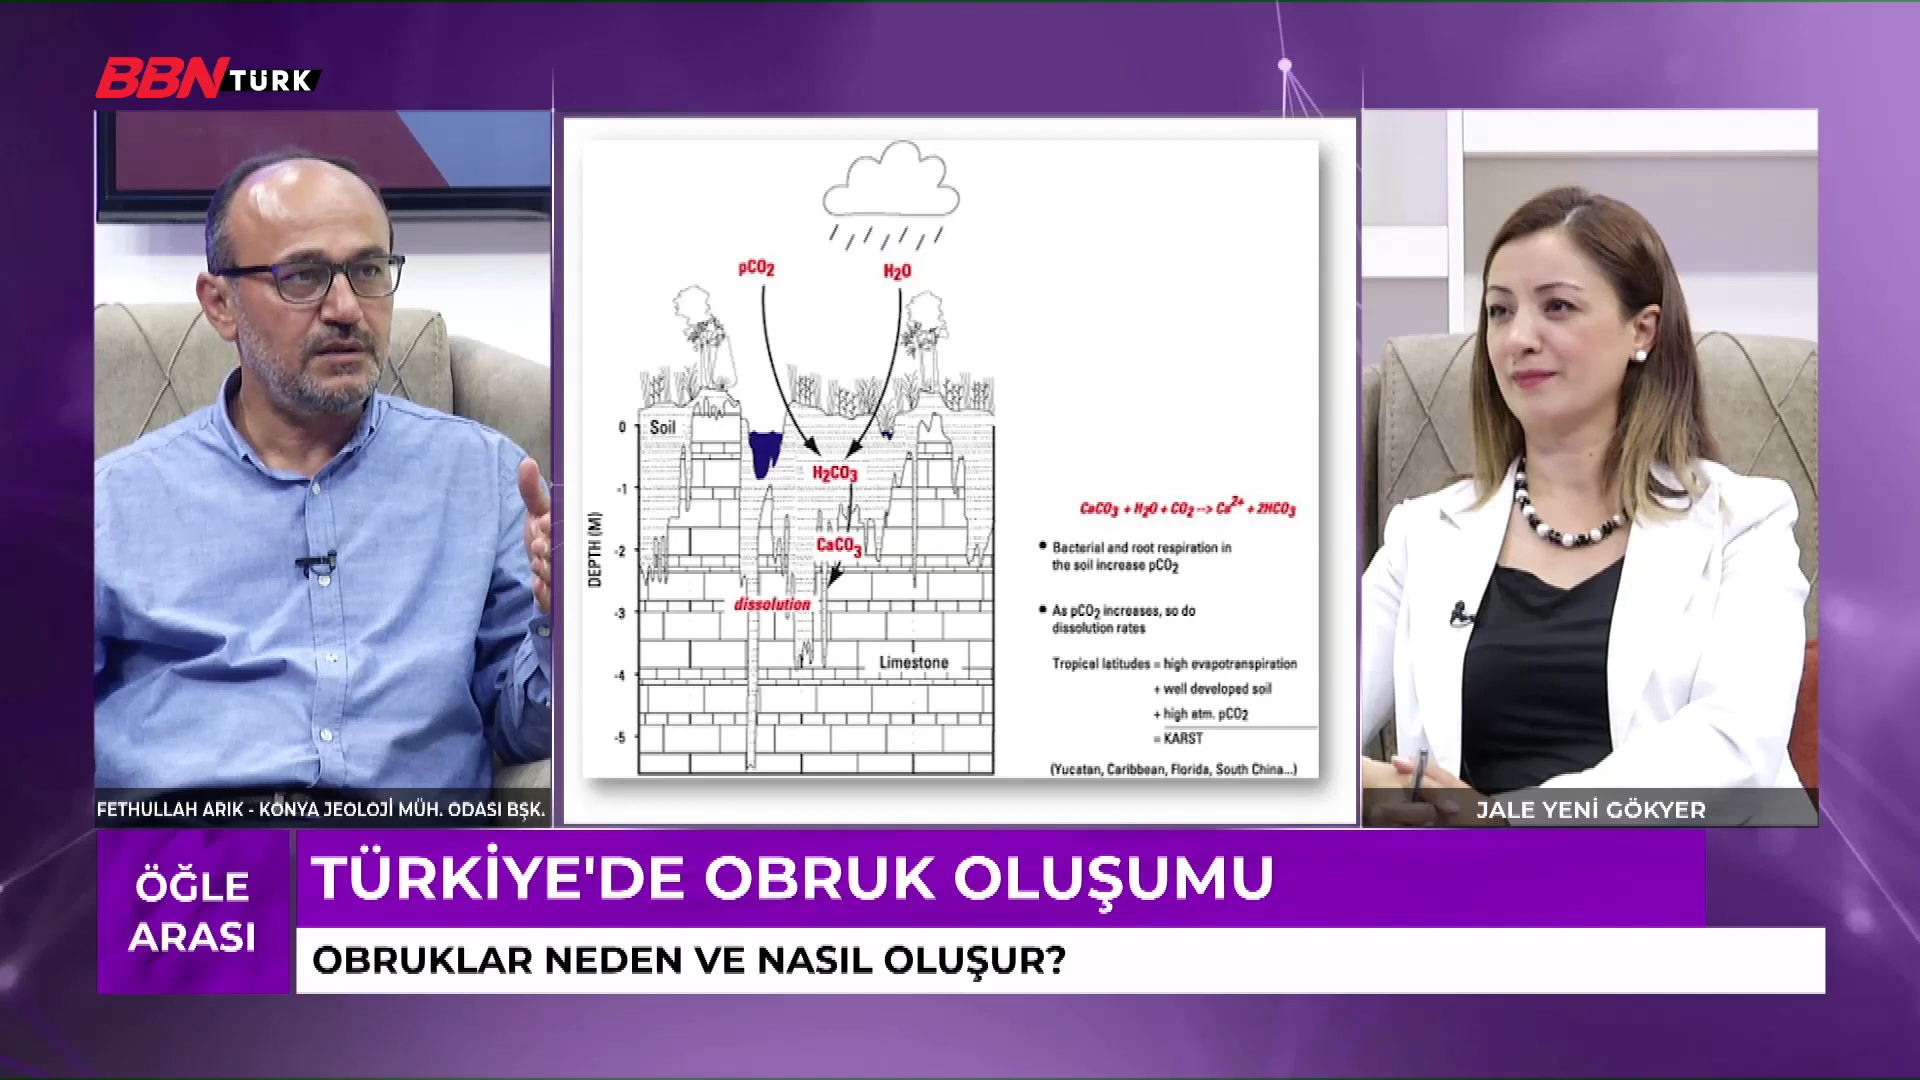 BBN TÜRK
pCO2
H2O
0
Soil
-1
H2CO3
-2
CaCO3
DEPTH (M)
-3
dissolution
-4
Limestone
-5
CaCO3 + H2O + CO2 --> Ca2+ + 2HCO3
• Bacterial and root respiration in
the soil increase pCO2
• As pCO2 increases, so do
dissolution rates
Tropical latitudes = high evapotranspiration
+ well developed soil
+ high atm. pCO2
= KARST
(Yucatan, Caribbean, Florida, South China...)
FETHULLAH ARIK - KONYA JEOLOJİ MÜH. ODASI BŞK.
JALE YENİ GÖKYER
ÖĞLE
ARASI
TÜRKİYE'DE OBRUK OLUŞUMU
OBRUKLAR NEDEN VE NASIL OLUŞUR?